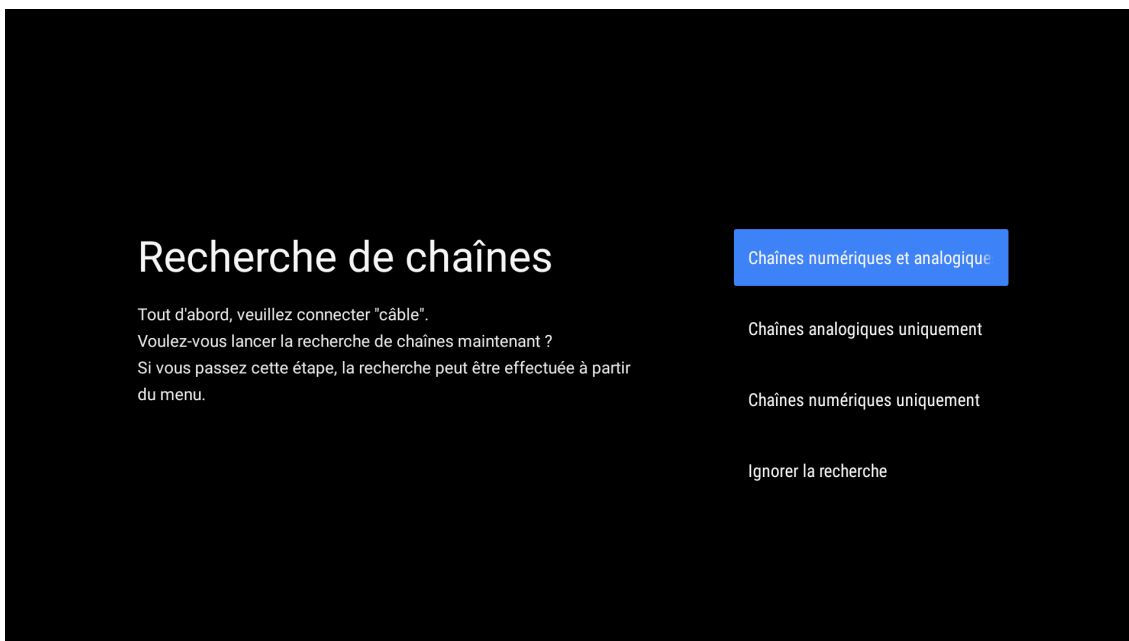 Recherche de chaînes
Tout d'abord, veuillez connecter "câble".
Voulez-vous lancer la recherche de chaînes maintenant ?
Si vous passez cette étape, la recherche peut être effectuée à partir
du menu.
Chaînes numériques et analogique
Chaînes analogiques uniquement
Chaînes numériques uniquement
Ignorer la recherche